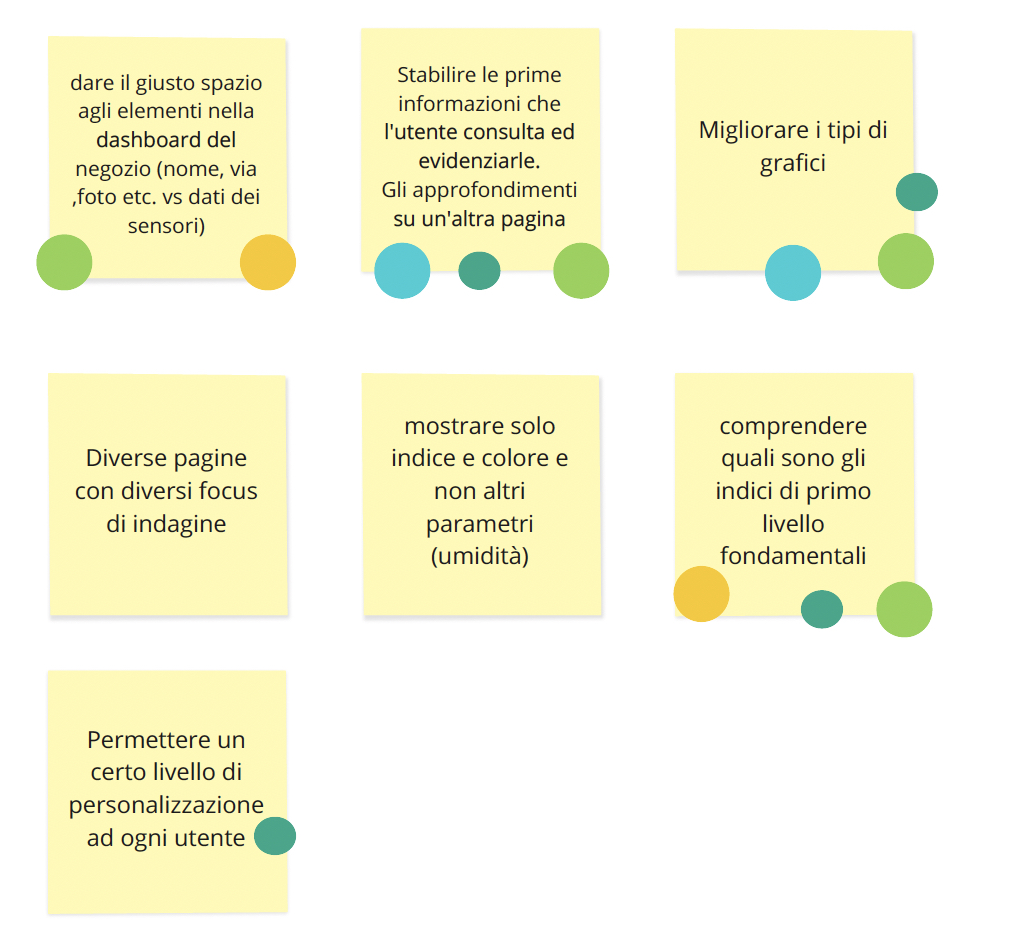 dare il giusto spazio
agli elementi nella
dashboard del
negozio (nome, via
,foto etc. vs dati dei
sensori)
Stabilire le prime
informazioni che
l'utente consulta ed
evidenziarle.
Gli approfondimenti
su un'altra pagina
Migliorare i tipi di
grafici
Diverse pagine
con diversi focus
di indagine
mostrare solo
indice e colore e
non altri
parametri
(umidità)
comprendere
quali sono gli
indici di primo
livello
fondamentali
Permettere un
certo livello di
personalizzazione
ad ogni utente